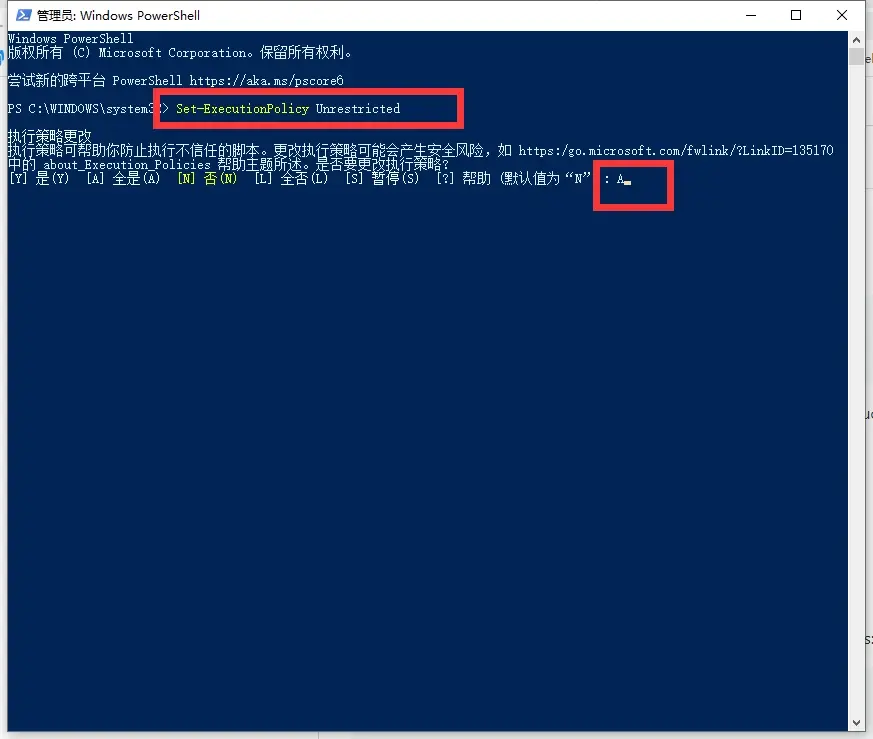 管理员: Windows PowerShell
Windows PowerShell
版权所有 (C) Microsoft Corporation。保留所有权利。
尝试新的跨平台 PowerShell https://aka.ms/pscore6
PS C:\WINDOWS\system32> Set-ExecutionPolicy Unrestricted
执行策略更改
执行策略可帮助你防止执行不信任的脚本。更改执行策略可能会产生安全风险，如 https:/go.microsoft.com/fwlink/?LinkID=135170
中的 about_Execution_Policies 帮助主题所述。是否要更改执行策略?
[Y] 是(Y)  [A] 全是(A)  [N] 否(N)  [L] 全否(L)  [S] 暂停(S)  [?] 帮助 (默认值为“N”): A